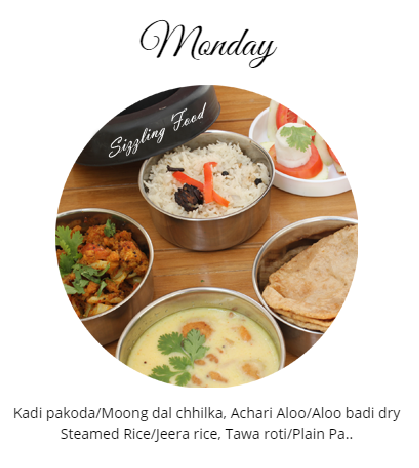 Monday
Sizzling Food
Kadi pakoda/Moong dal chhilka, Achari Aloo/Aloo badi dry
Steamed Rice/Jeera rice, Tawa roti/Plain Pa..